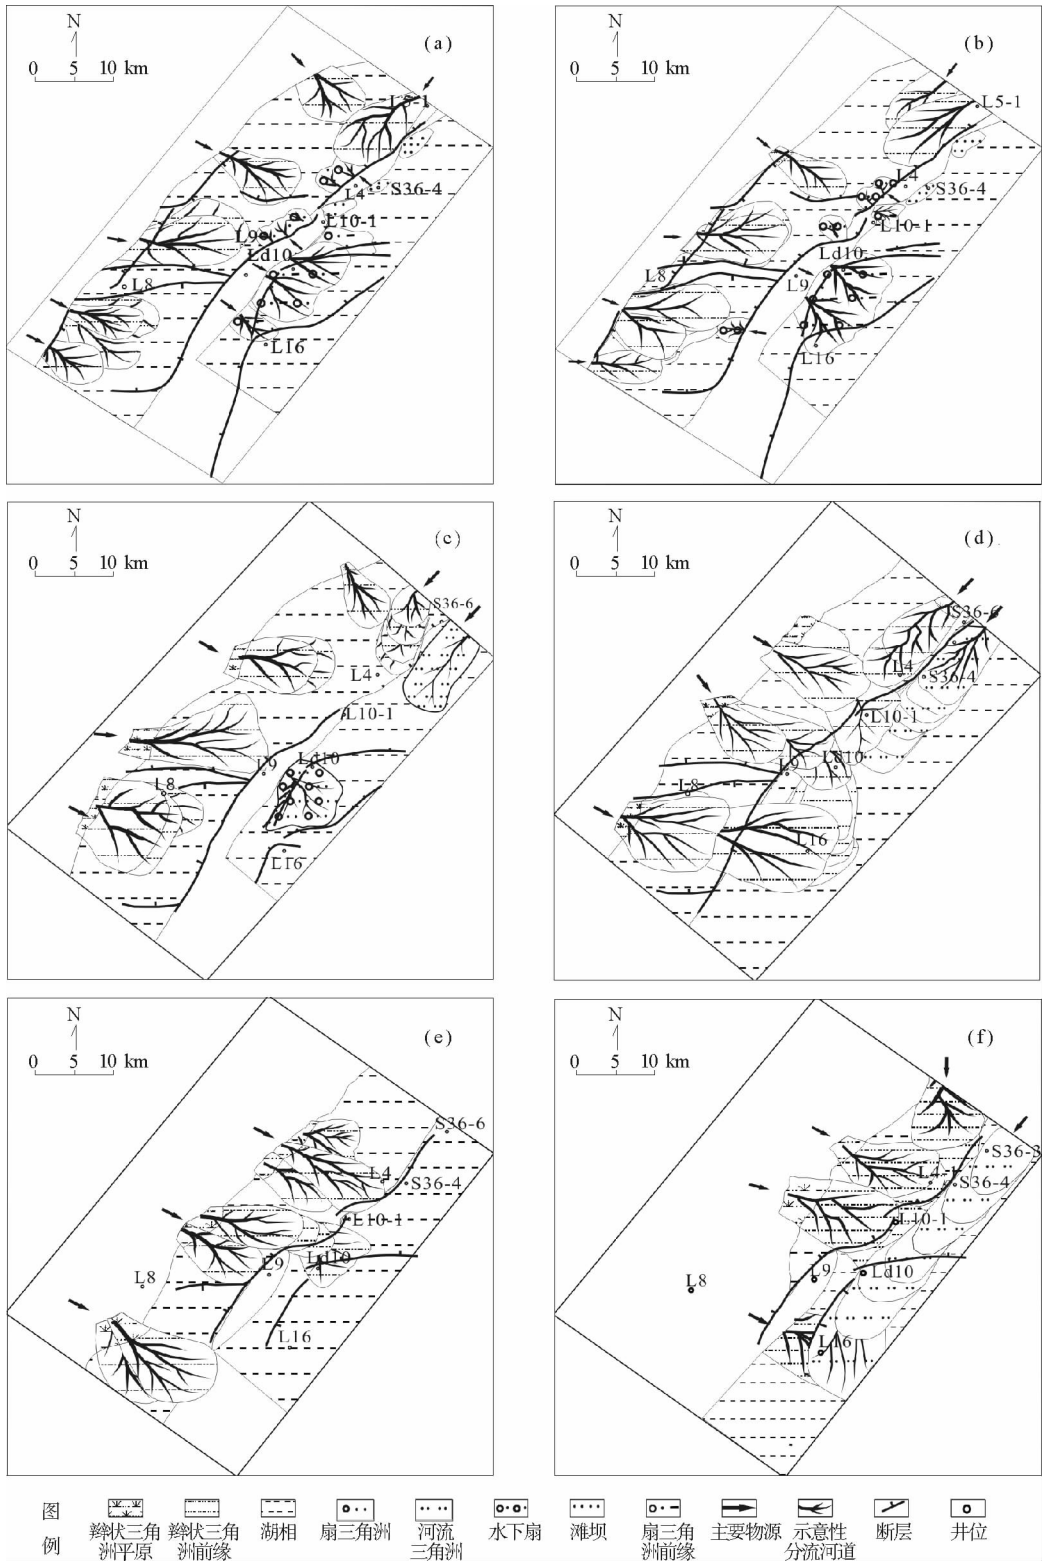 N
(a)
0 5 10 km
L5-1
L4
S36-4
L10-1
L9
Ld10
L8
L16
N
(b)
0 5 10 km
L5-1
L4
S36-4
L10-1
Ld10
L8
L9
L16
N
(c)
0 5 10 km
S36-6
L4
L10-1
Ld10
L9
L8
L16
N
(d)
0 5 10 km
S36-6
L4
S36-4
L10-1
Ld10
L9
L8
L16
N
(e)
0 5 10 km
S36-6
L4
S36-4
L10-1
Ld10
L9
L8
L16
N
(f)
0 5 10 km
S36-3
L4-1
S36-4
L10-1
L9
Ld10
L8
L16
图例
辫状三角洲平原
辫状三角洲前缘
湖相
扇三角洲
河流三角洲
水下扇
滩坝
扇三角洲前缘
主要物源
示意性分流河道
断层
井位